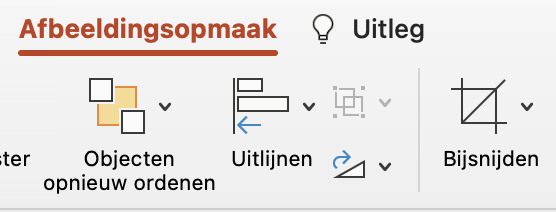 Afbeeldingsopmaak Uitleg
ster
Objecten
opnieuw ordenen
Uitlijnen
Bijsnijden